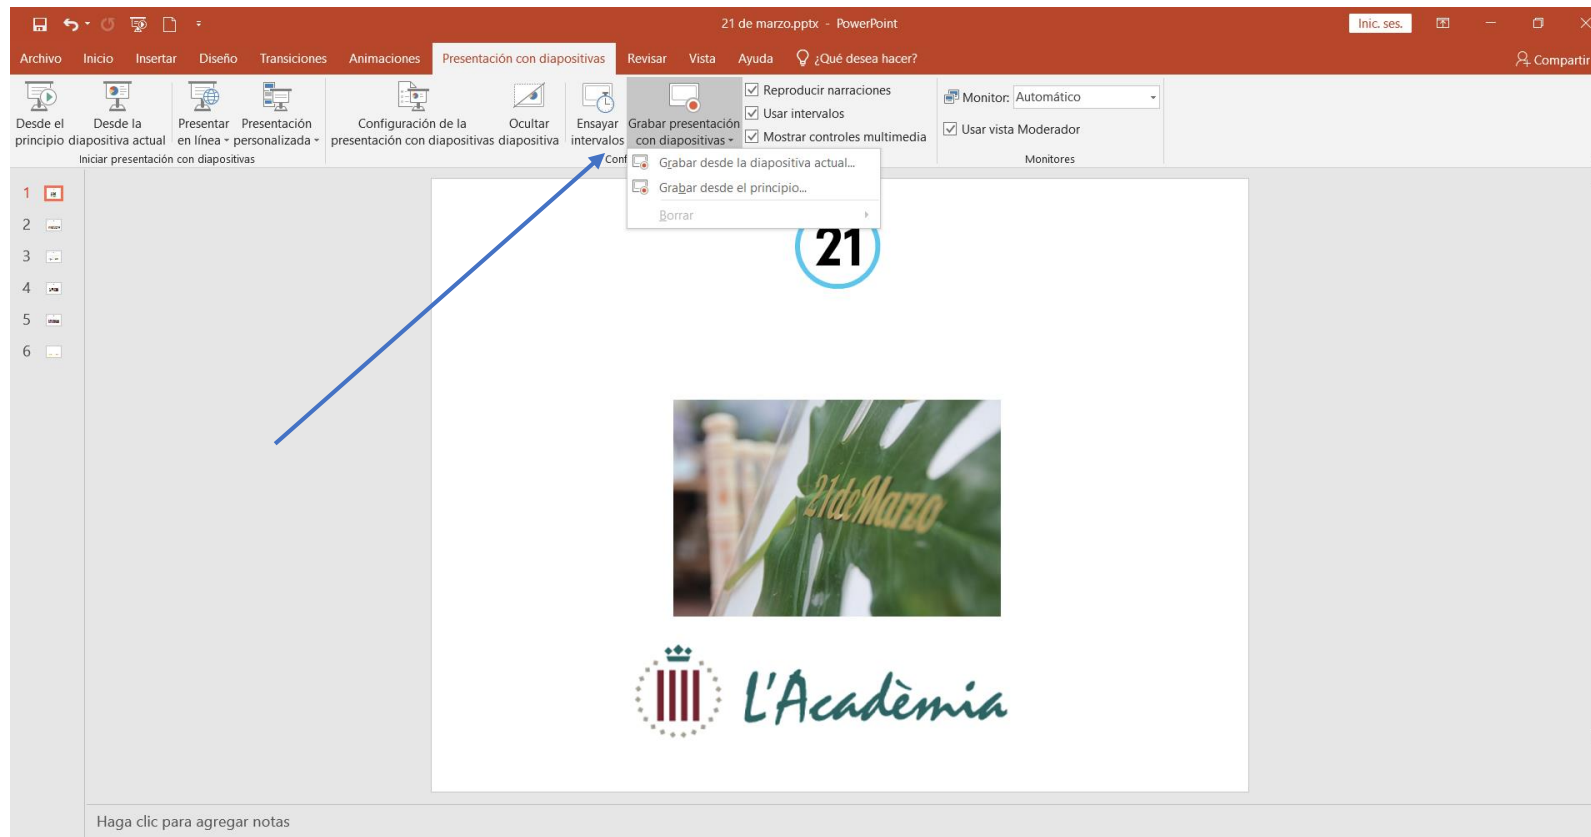 21 de marzo.pptx - PowerPoint
Inic. ses.
Archivo Inicio Insertar Diseño Transiciones Animaciones Presentación con diapositivas Revisar Vista Ayuda ¿Qué desea hacer? Compartir
Desde el principio
Desde la diapositiva actual
Presentar en línea
Presentación personalizada
Iniciar presentación con diapositivas
Configuración de la presentación con diapositivas
Ocultar diapositiva
Ensayar intervalos
Grabar presentación con diapositivas
Reproducir narraciones
Usar intervalos
Mostrar controles multimedia
Conf
Monitor: Automático
Usar vista Moderador
Monitores
Grabar desde la diapositiva actual...
Grabar desde el principio...
Borrar
1
2
3
4
5
6
21
21deMarzo
L'Acadèmia
Haga clic para agregar notas